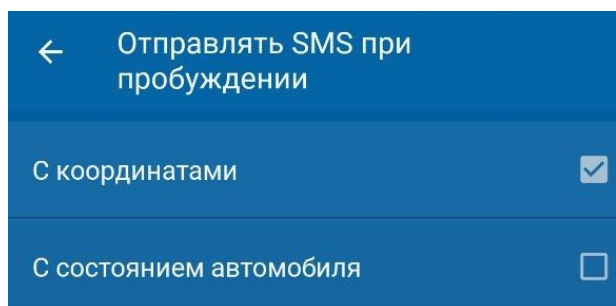 Отправлять SMS при
пробуждении
С координатами
С состоянием автомобиля